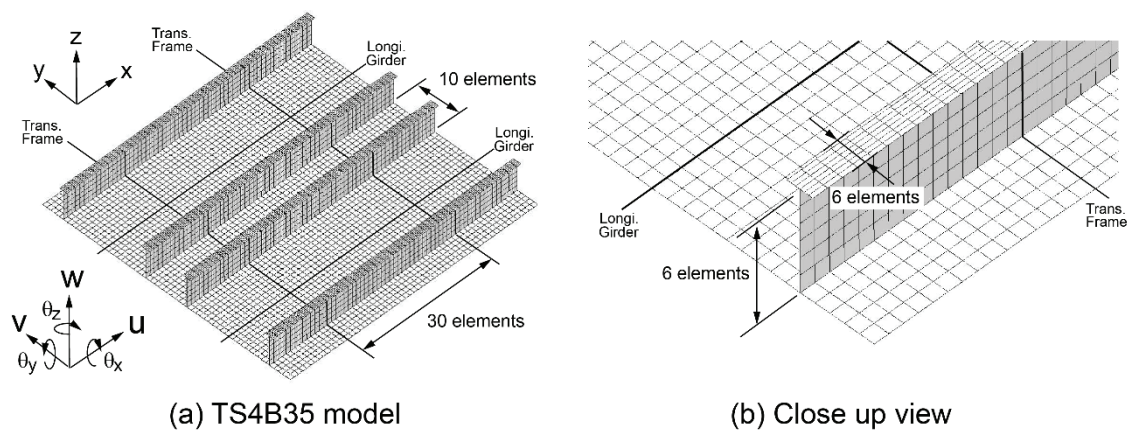 z
y
x
Trans.
Frame
Longi.
Girder
10 elements
Trans.
Frame
Longi.
Girder
30 elements
w
θz
v
u
θy
θx
(a) TS4B35 model
6 elements
Longi.
Girder
Trans.
Frame
6 elements
(b) Close up view